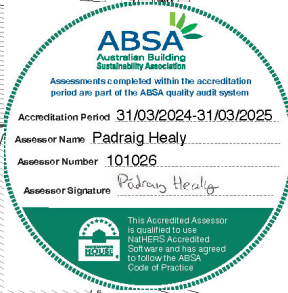 ABSA
Australian Building
Sustainability Association
Assessments completed within the accreditation
period are part of the ABSA quality audit system
Accreditation Period 31/03/2024-31/03/2025
Assessor Name Padraig Healy
Assessor Number 101026
Assessor Signature Padraig Healy
This Accredited Assessor
is qualified to use
NatHERS Accredited
Software and has agreed
to follow the ABSA
Code of Practice
HOUSE